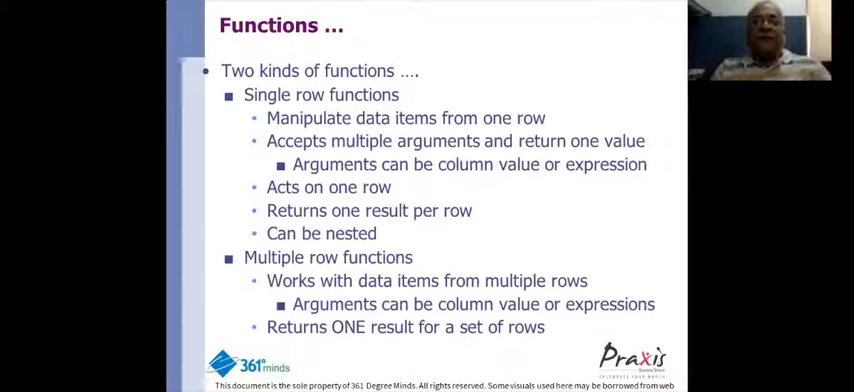 Functions ...
• Two kinds of functions ....
■ Single row functions
• Manipulate data items from one row
• Accepts multiple arguments and return one value
■ Arguments can be column value or expression
• Acts on one row
• Returns one result per row
• Can be nested
■ Multiple row functions
• Works with data items from multiple rows
■ Arguments can be column value or expressions
• Returns ONE result for a set of rows
361° minds
Praxis
Business School
This document is the sole property of 361 Degree Minds. All rights reserved. Some visuals used here may be borrowed from web